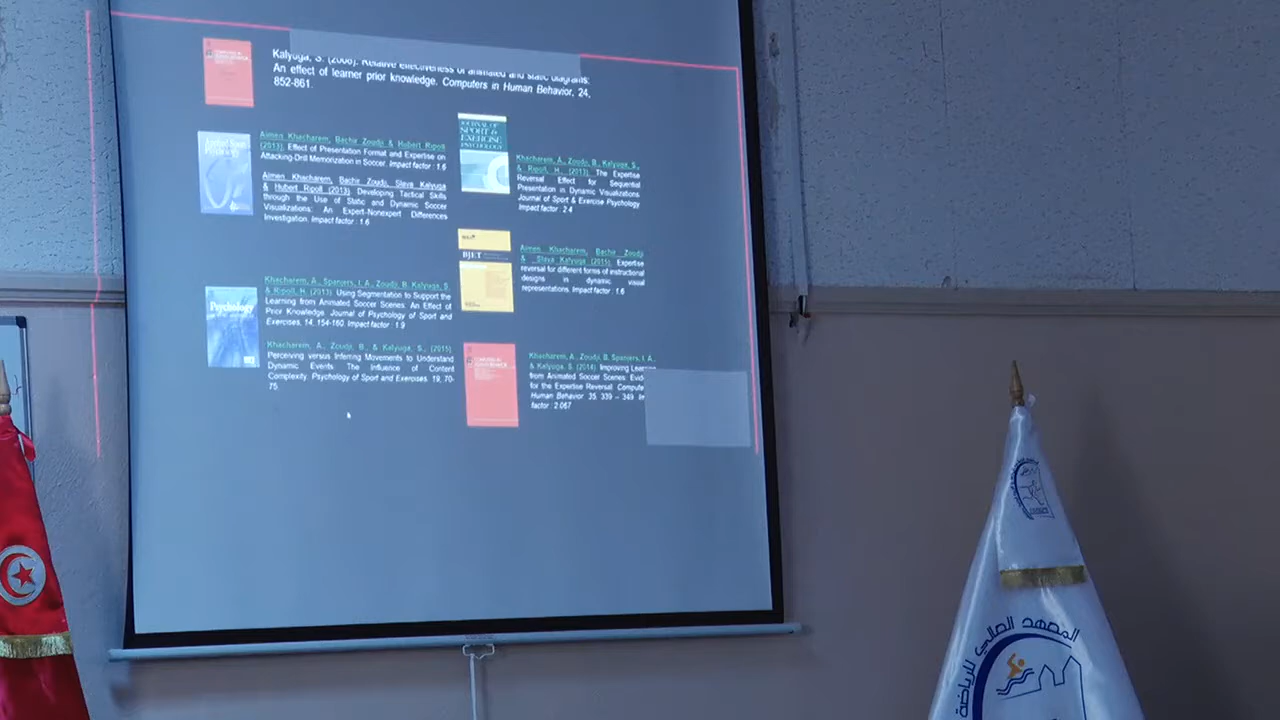 Kalyuga, S. (2008). Relative effectiveness of animated and static diagrams:
An effect of learner prior knowledge. Computers in Human Behavior, 24,
852-861.
Aimen Khacharem, Bachir Zoudji & Hubert Ripoll
(2013). Effect of Presentation Format and Expertise on
Attacking-Drill Memorization in Soccer. Impact factor : 1.6
Aimen Khacharem, Bachir Zoudji, Slava Kalyuga
& Hubert Ripoll (2013). Developing Tactical Skills
through the Use of Static and Dynamic Soccer
Visualizations: An Expert-Nonexpert Differences
Investigation. Impact factor : 1.6
Psychology
Khacharem, A., Spanjers, I. A., Zoudji, B. Kalyuga, S.
& Ripoll, H. (2013). Using Segmentation to Support the
Learning from Animated Soccer Scenes. An Effect of
Prior Knowledge. Journal of Psychology of Sport and
Exercises, 14, 154-160. Impact factor : 1.9
Khacharem, A., Zoudji, B., & Kalyuga, S., (2015).
Perceiving versus Inferring Movements to Understand
Dynamic Events The Influence of Content
Complexity. Psychology of Sport and Exercises. 19, 70-
75.
JOURNAL OF
SPORT &
EXERCISE
PSYCHOLOGY
Khacharem, A., Zoudji, B., Kalyuga, S.,
& Ripoll, H., (2013). The Expertise
Reversal Effect for Sequential
Presentation in Dynamic Visualizations.
Journal of Sport & Exercise Psychology
Impact factor : 2.4
BJET
Aimen Khacharem, Bachir Zoudji
& Slava Kalyuga (2015). Expertise
reversal for different forms of instructional
designs in dynamic visual
representations. Impact factor : 1.6
Khacharem, A., Zoudji, B, Spanjers, I. A.,
& Kalyuga, S. (2014). Improving
from Animated Soccer Scenes:
for the Expertise Reversal
Human Behavior 35, 339 – 349
factor : 2.067
المعهد العالي للرياضة